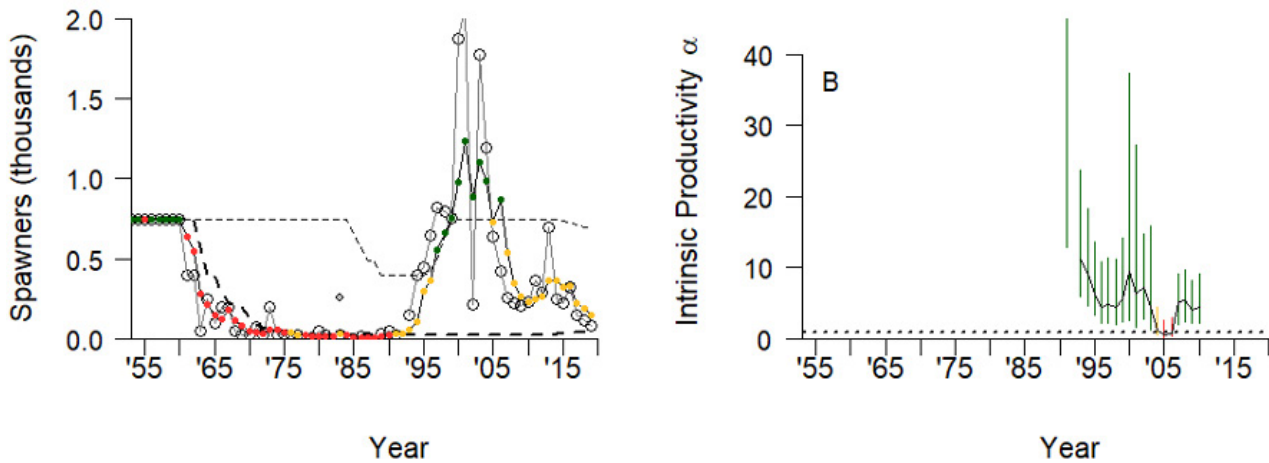 Spawners (thousands)
2.0
1.5
1.0
0.5
0.0
'55 '65 '75 '85 '95 '05 '15
Year
Intrinsic Productivity α
B
40
30
20
10
0
'55 '65 '75 '85 '95 '05 '15
Year